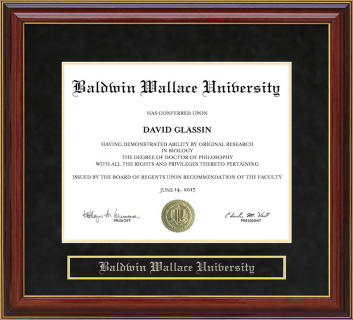 Baldwin Wallace University
HAS CONFERRED UPON
DAVID GLASSIN
HAVING DEMONSTRATED ABILITY BY ORIGINAL RESEARCH
IN BIOLOGY
THE DEGREE OF DOCTOR OF PHILOSOPHY
WITH ALL THE RIGHTS AND PRIVILEGES THERETO PERTAINING
ISSUED BY THE BOARD OF REGENTS UPON RECOMMENDATION OF THE FACULTY
JUNE 14, 2017
PROVOST
PRESIDENT
Baldwin Wallace University